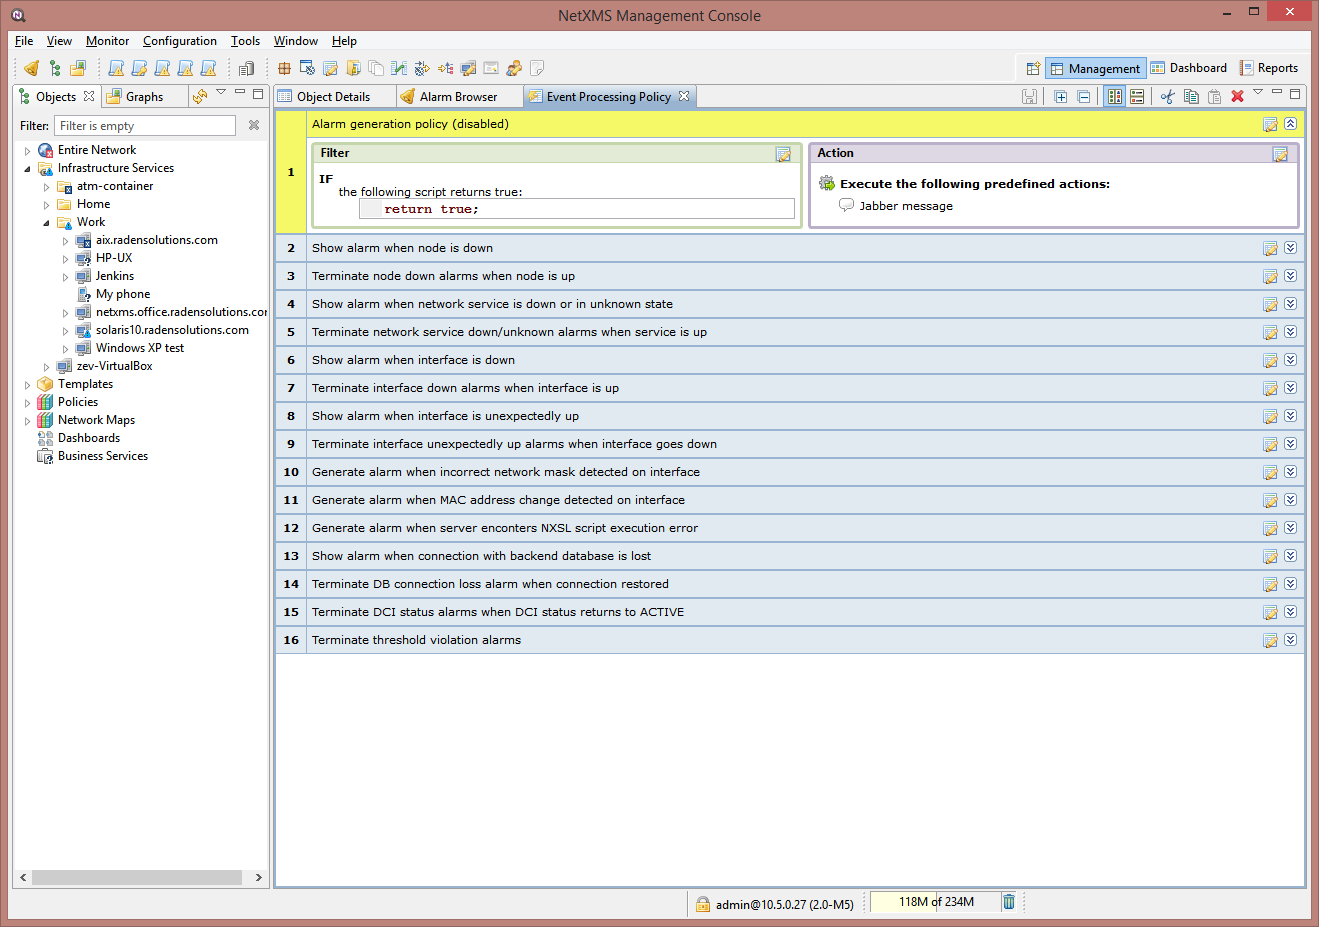 NetXMS Management Console
File View Monitor Configuration Tools Window Help
Management Dashboard Reports
Objects Graphs
Object Details Alarm Browser Event Processing Policy
Filter: Filter is empty
Entire Network
Infrastructure Services
atm-container
Home
Work
aix.radensolutions.com
HP-UX
Jenkins
My phone
netxms.office.radensolutions.cor
solaris10.radensolutions.com
Windows XP test
zev-VirtualBox
Templates
Policies
Network Maps
Dashboards
Business Services
1 Alarm generation policy (disabled)
Filter
IF
the following script returns true:
return true;
Action
Execute the following predefined actions:
Jabber message
2 Show alarm when node is down
3 Terminate node down alarms when node is up
4 Show alarm when network service is down or in unknown state
5 Terminate network service down/unknown alarms when service is up
6 Show alarm when interface is down
7 Terminate interface down alarms when interface is up
8 Show alarm when interface is unexpectedly up
9 Terminate interface unexpectedly up alarms when interface goes down
10 Generate alarm when incorrect network mask detected on interface
11 Generate alarm when MAC address change detected on interface
12 Generate alarm when server enconters NXSL script execution error
13 Show alarm when connection with backend database is lost
14 Terminate DB connection loss alarm when connection restored
15 Terminate DCI status alarms when DCI status returns to ACTIVE
16 Terminate threshold violation alarms
admin@10.5.0.27 (2.0-M5) 118M of 234M